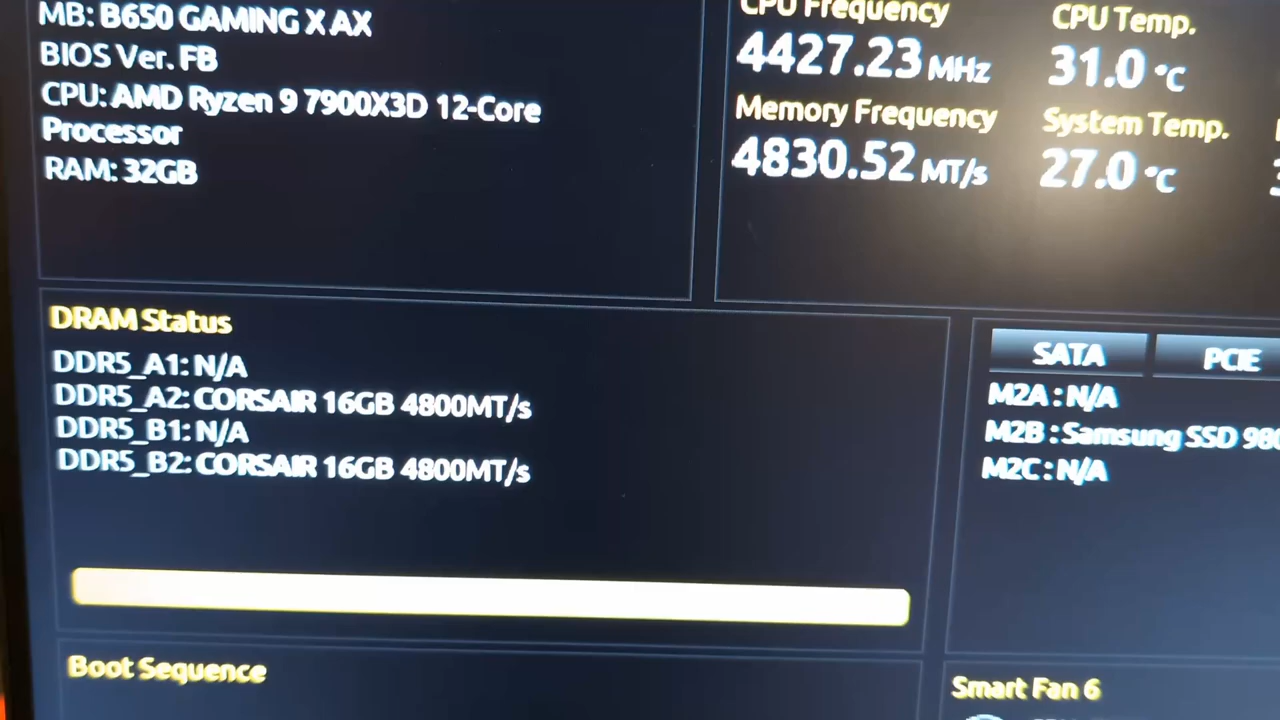 MB: B650 GAMING X AX
BIOS Ver. FB
CPU: AMD Ryzen 9 7900X3D 12-Core
Processor
RAM: 32GB
CPU Frequency
4427.23 MHz
CPU Temp.
31.0 °C
Memory Frequency
4830.52 MT/s
System Temp.
27.0 °C
DRAM Status
DDR5_A1: N/A
DDR5_A2: CORSAIR 16GB 4800MT/s
DDR5_B1: N/A
DDR5_B2: CORSAIR 16GB 4800MT/s
SATA
PCIE
M2A : N/A
M2B : Samsung SSD 980
M2C : N/A
Boot Sequence
Smart Fan 6